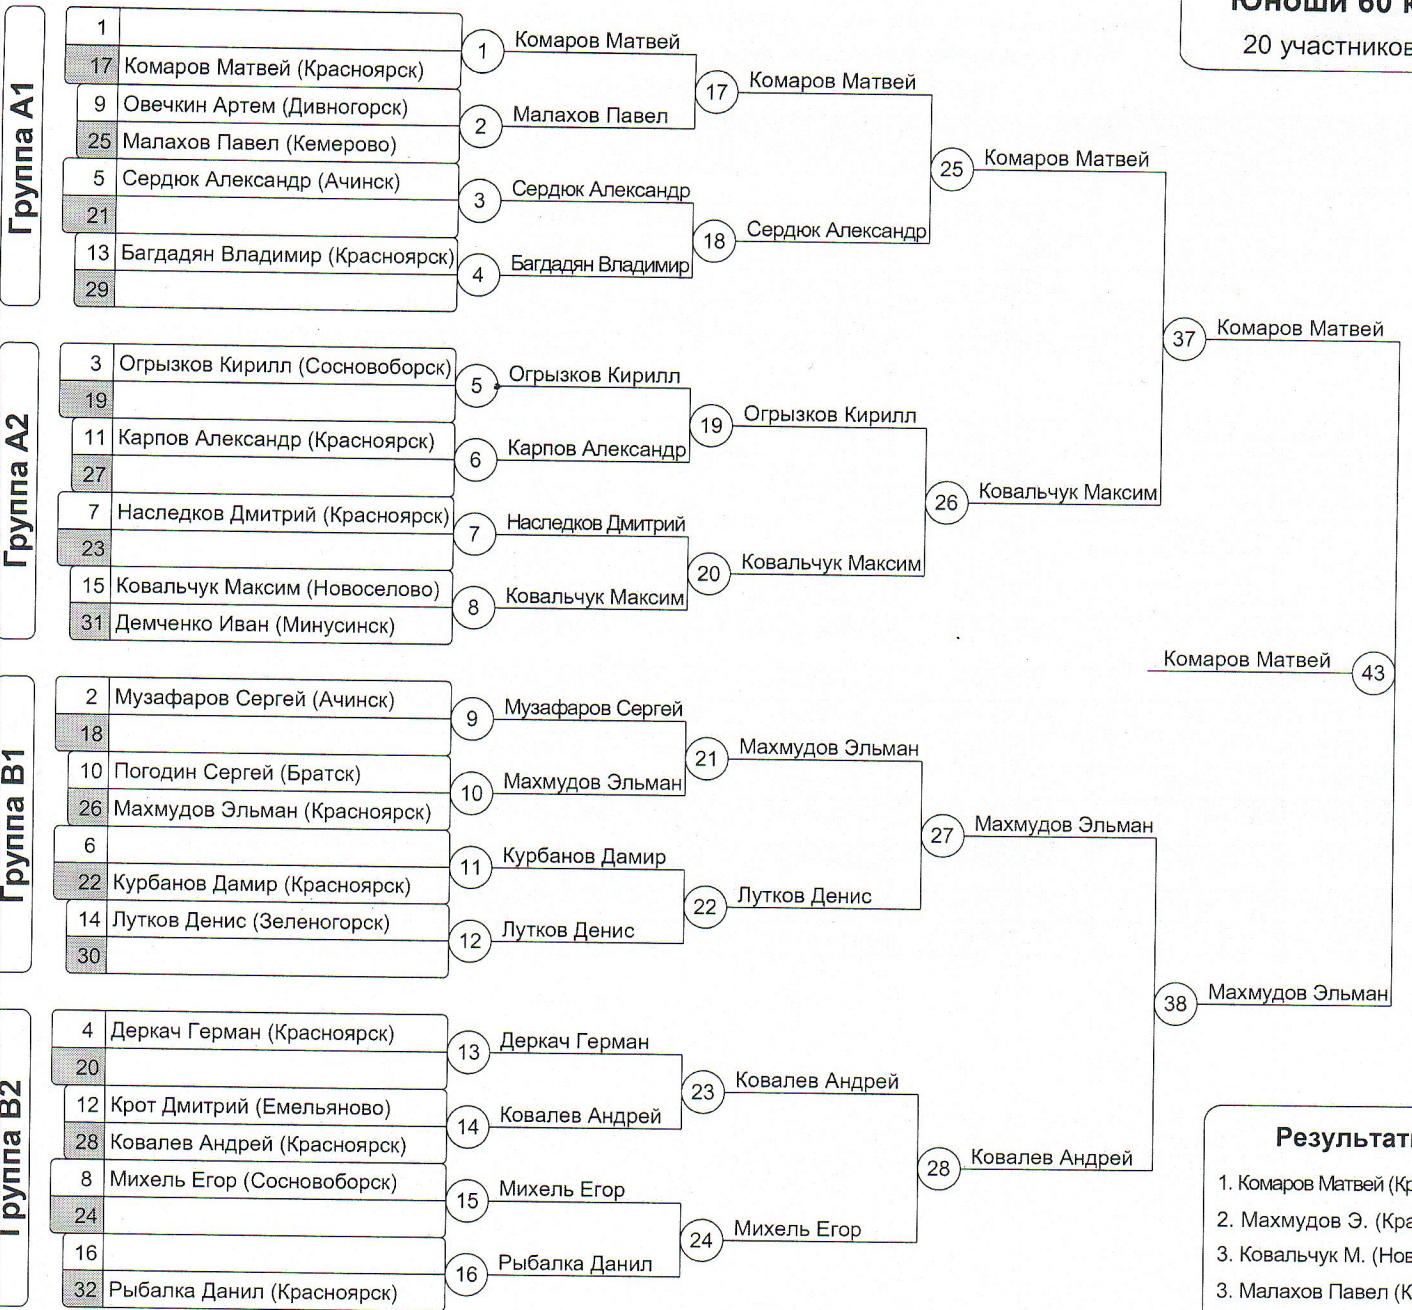 Юноши 60 к
20 участников
Группа А1
1
17 Комаров Матвей (Красноярск)
9 Овечкин Артем (Дивногорск)
25 Малахов Павел (Кемерово)
5 Сердюк Александр (Ачинск)
21
13 Багдадян Владимир (Красноярск)
29
1 Комаров Матвей
2 Малахов Павел
3 Сердюк Александр
4 Багдадян Владимир
17 Комаров Матвей
18 Сердюк Александр
25 Комаров Матвей
Группа А2
3 Огрызков Кирилл (Сосновоборск)
19
11 Карпов Александр (Красноярск)
27
7 Наследков Дмитрий (Красноярск)
23
15 Ковальчук Максим (Новоселово)
31 Демченко Иван (Минусинск)
5 Огрызков Кирилл
6 Карпов Александр
7 Наследков Дмитрий
8 Ковальчук Максим
19 Огрызков Кирилл
20 Ковальчук Максим
26 Ковальчук Максим
37 Комаров Матвей
Комаров Матвей 43
Группа В1
2 Музафаров Сергей (Ачинск)
18
10 Погодин Сергей (Братск)
26 Махмудов Эльман (Красноярск)
6
22 Курбанов Дамир (Красноярск)
14 Лутков Денис (Зеленогорск)
30
9 Музафаров Сергей
10 Махмудов Эльман
11 Курбанов Дамир
12 Лутков Денис
21 Махмудов Эльман
22 Лутков Денис
27 Махмудов Эльман
38 Махмудов Эльман
Группа В2
4 Деркач Герман (Красноярск)
20
12 Крот Дмитрий (Емельяново)
28 Ковалев Андрей (Красноярск)
8 Михель Егор (Сосновоборск)
24
16
32 Рыбалка Данил (Красноярск)
13 Деркач Герман
14 Ковалев Андрей
15 Михель Егор
16 Рыбалка Данил
23 Ковалев Андрей
24 Михель Егор
28 Ковалев Андрей
Результат
1. Комаров Матвей (Кр
2. Махмудов Э. (Кра
3. Ковальчук М. (Нов
3. Малахов Павел (К